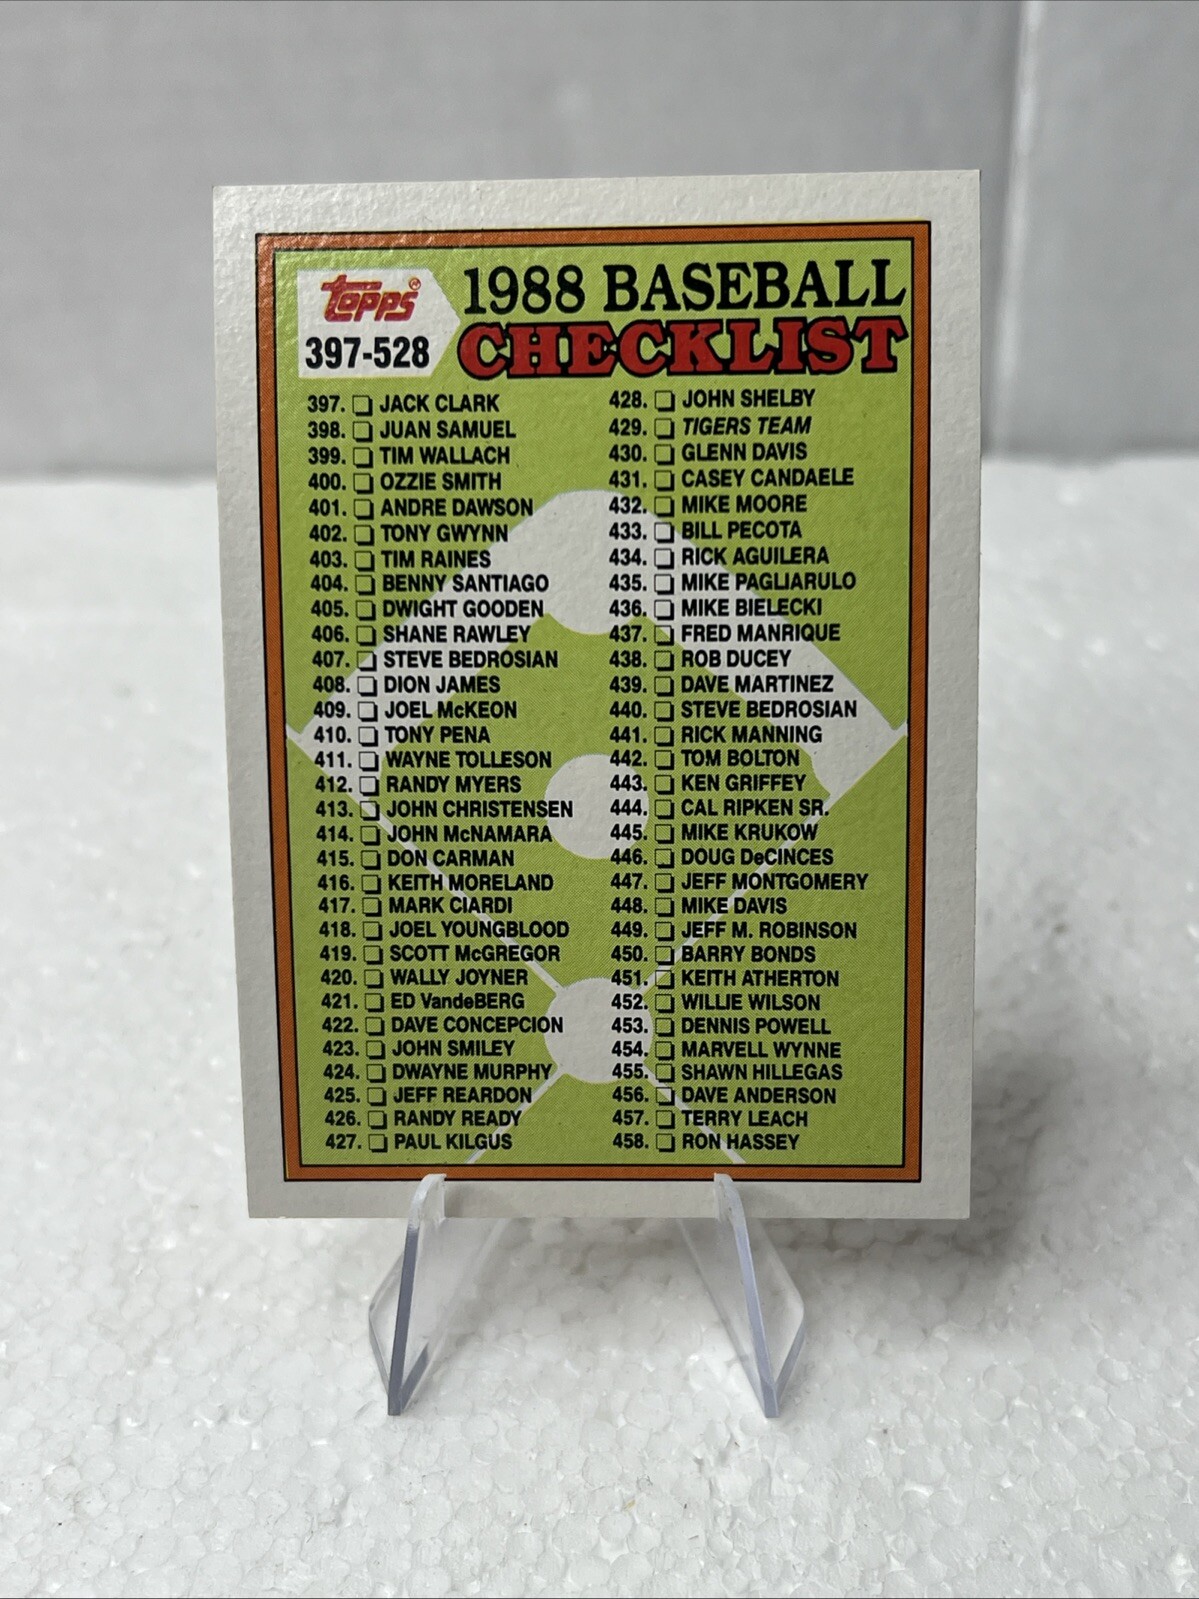 Topps®
397-528
1988 BASEBALL
CHECKLIST
397. JACK CLARK
398. JUAN SAMUEL
399. TIM WALLACH
400. OZZIE SMITH
401. ANDRE DAWSON
402. TONY GWYNN
403. TIM RAINES
404. BENNY SANTIAGO
405. DWIGHT GOODEN
406. SHANE RAWLEY
407. STEVE BEDROSIAN
408. DION JAMES
409. JOEL McKEON
410. TONY PENA
411. WAYNE TOLLESON
412. RANDY MYERS
413. JOHN CHRISTENSEN
414. JOHN McNAMARA
415. DON CARMAN
416. KEITH MORELAND
417. MARK CIARDI
418. JOEL YOUNGBLOOD
419. SCOTT McGREGOR
420. WALLY JOYNER
421. ED VandeBERG
422. DAVE CONCEPCION
423. JOHN SMILEY
424. DWAYNE MURPHY
425. JEFF REARDON
426. RANDY READY
427. PAUL KILGUS
428. JOHN SHELBY
429. TIGERS TEAM
430. GLENN DAVIS
431. CASEY CANDAELE
432. MIKE MOORE
433. BILL PECOTA
434. RICK AGUILERA
435. MIKE PAGLIARULO
436. MIKE BIELECKI
437. FRED MANRIQUE
438. ROB DUCEY
439. DAVE MARTINEZ
440. STEVE BEDROSIAN
441. RICK MANNING
442. TOM BOLTON
443. KEN GRIFFEY
444. CAL RIPKEN SR.
445. MIKE KRUKOW
446. DOUG DeCINCES
447. JEFF MONTGOMERY
448. MIKE DAVIS
449. JEFF M. ROBINSON
450. BARRY BONDS
451. KEITH ATHERTON
452. WILLIE WILSON
453. DENNIS POWELL
454. MARVELL WYNNE
455. SHAWN HILLEGAS
456. DAVE ANDERSON
457. TERRY LEACH
458. RON HASSEY